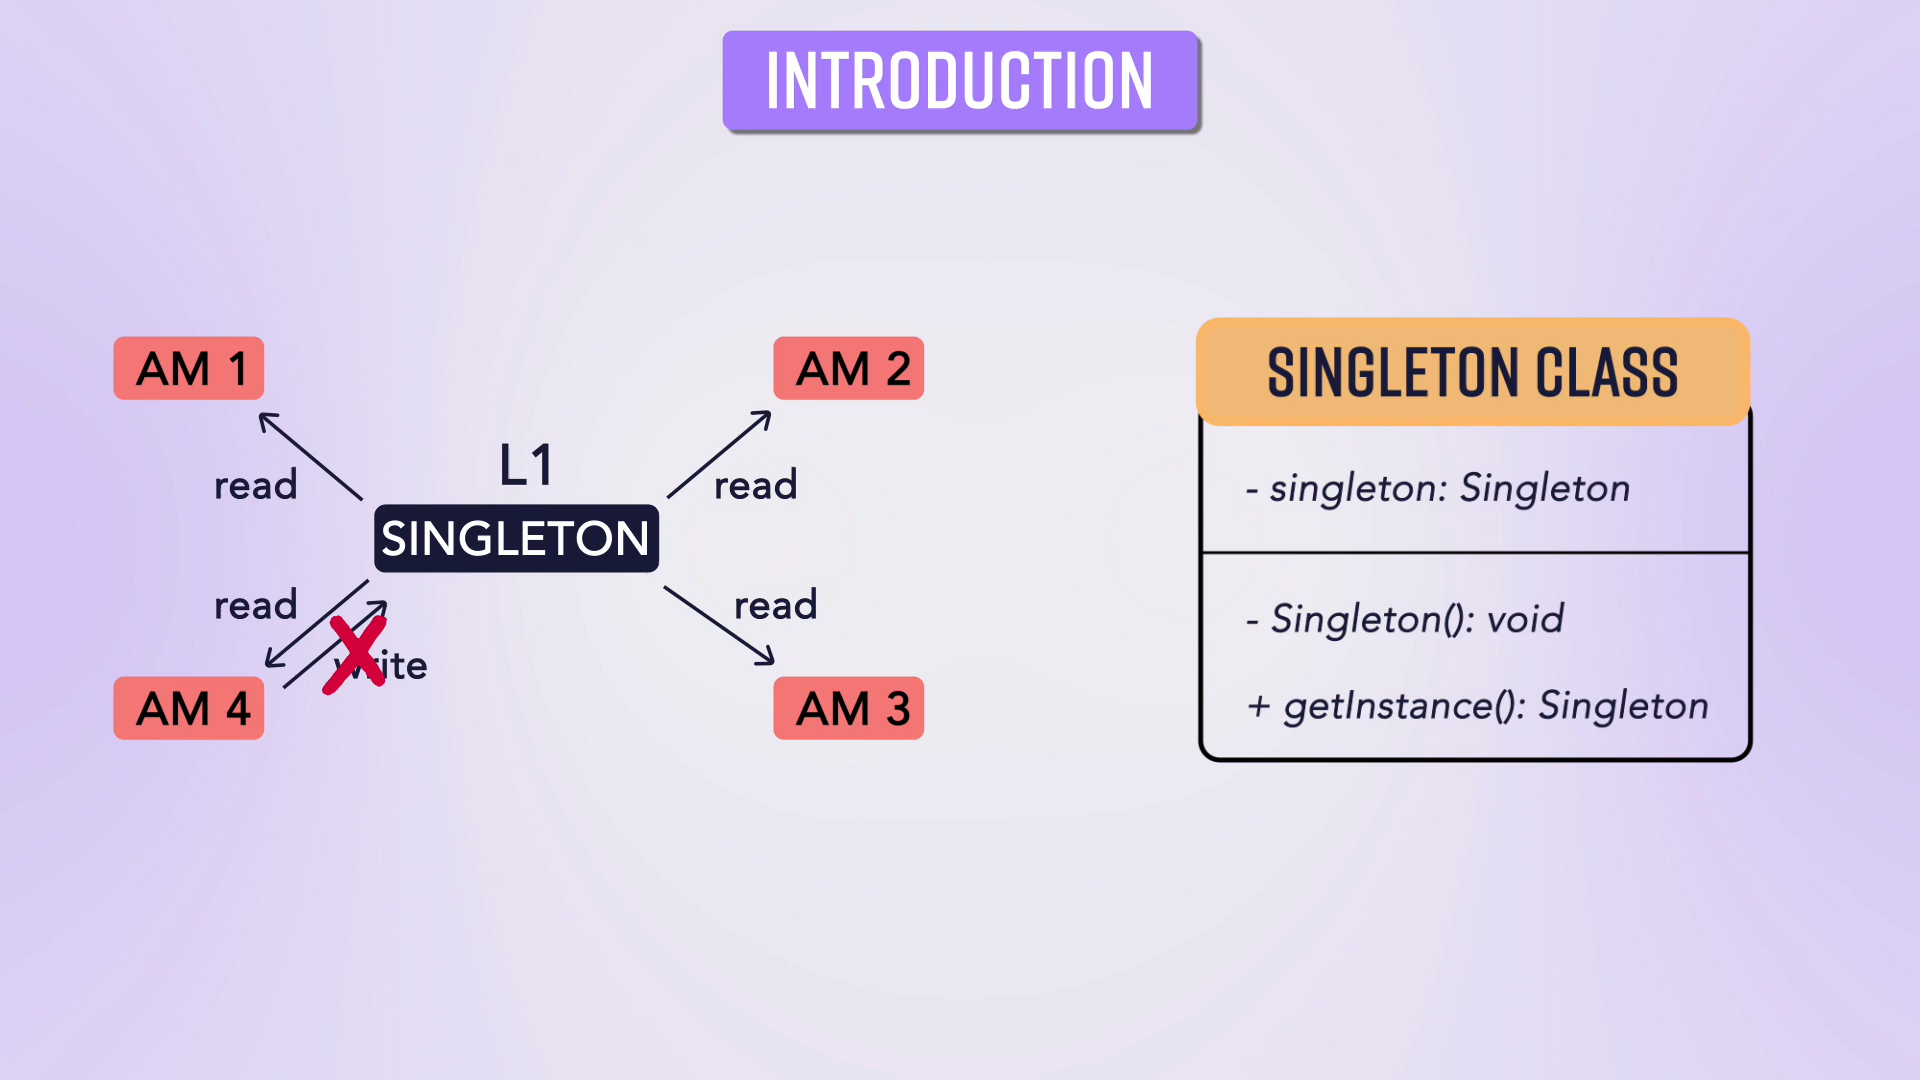 INTRODUCTION
AM 1
AM 2
read
L1
read
SINGLETON
read
read
write
AM 4
AM 3
SINGLETON CLASS
- singleton: Singleton
- Singleton(): void
+ getInstance(): Singleton